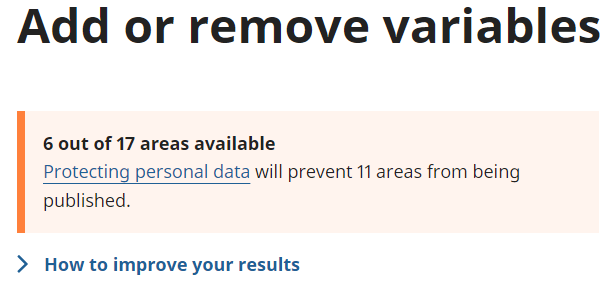 Add or remove variables
6 out of 17 areas available
Protecting personal data will prevent 11 areas from being
published.
How to improve your results